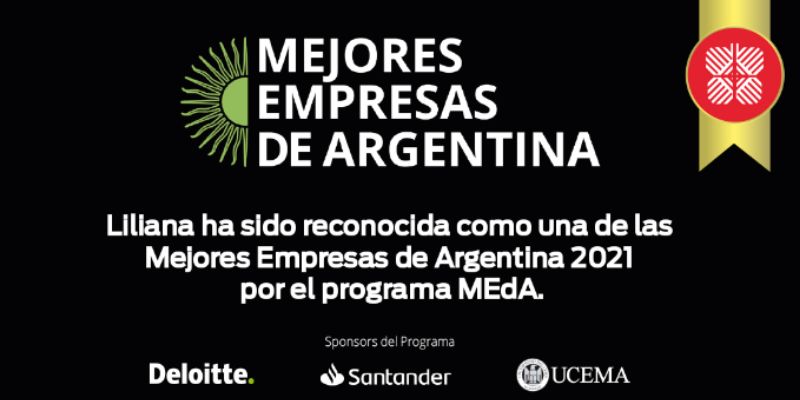 MEJORES
EMPRESAS
DE ARGENTINA
Liliana ha sido reconocida como una de las
Mejores Empresas de Argentina 2021
por el programa MEdA.
Sponsors del Programa
Deloitte.
Santander
UCEMA